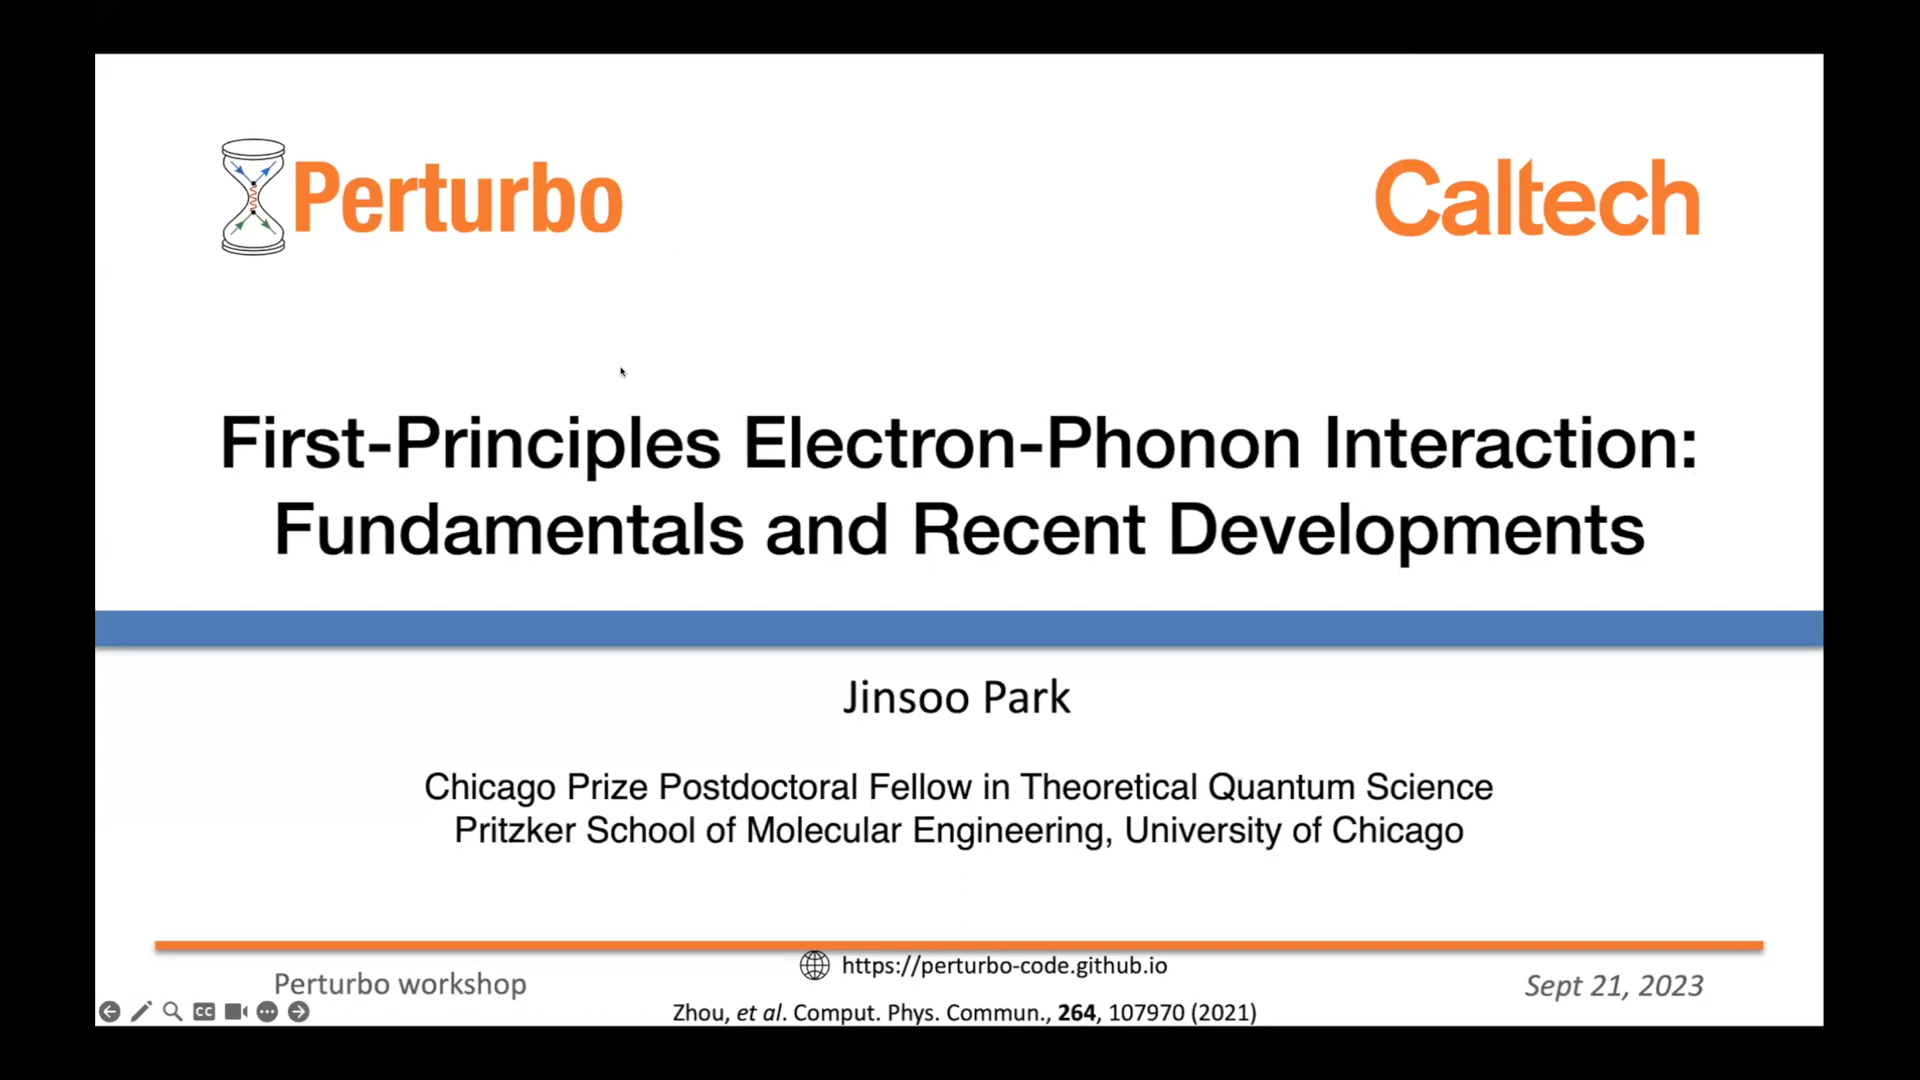 Perturbo
Caltech
First-Principles Electron-Phonon Interaction:
Fundamentals and Recent Developments
Jinsoo Park
Chicago Prize Postdoctoral Fellow in Theoretical Quantum Science
Pritzker School of Molecular Engineering, University of Chicago
https://perturbo-code.github.io
Perturbo workshop
Sept 21, 2023
CC
Zhou, et al. Comput. Phys. Commun., 264, 107970 (2021)